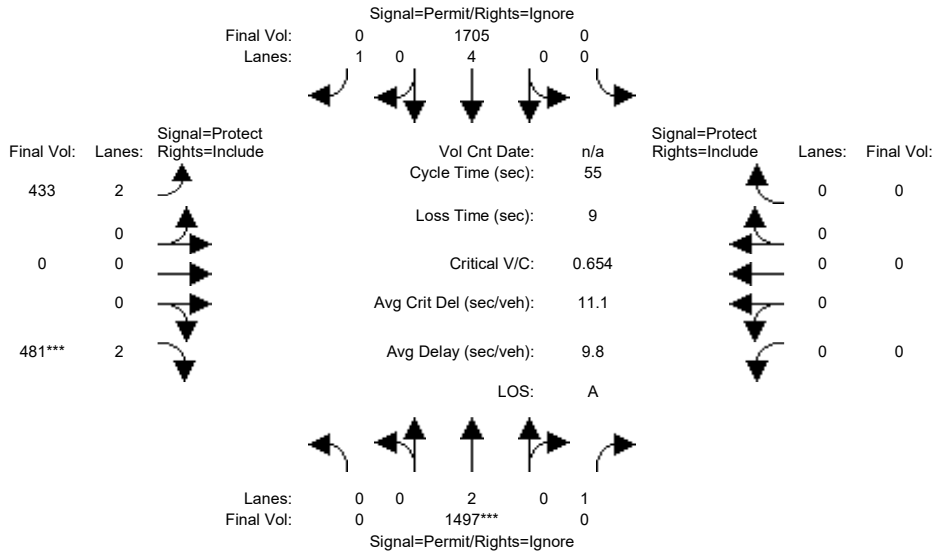 Signal=Permit/Rights=Ignore
Final Vol: 0 1705 0
Lanes: 1 0 4 0 0
Signal=Protect
Final Vol: Lanes: Rights=Include
Vol Cnt Date: n/a
Signal=Protect
Rights=Include Lanes: Final Vol:
Cycle Time (sec): 55
433 2
0 0
Loss Time (sec): 9
0
0
0 0
Critical V/C: 0.654
0 0
0
Avg Crit Del (sec/veh): 11.1
0
481*** 2
Avg Delay (sec/veh): 9.8
0 0
LOS: A
Lanes: 0 0 2 0 1
Final Vol: 0 1497*** 0
Signal=Permit/Rights=Ignore